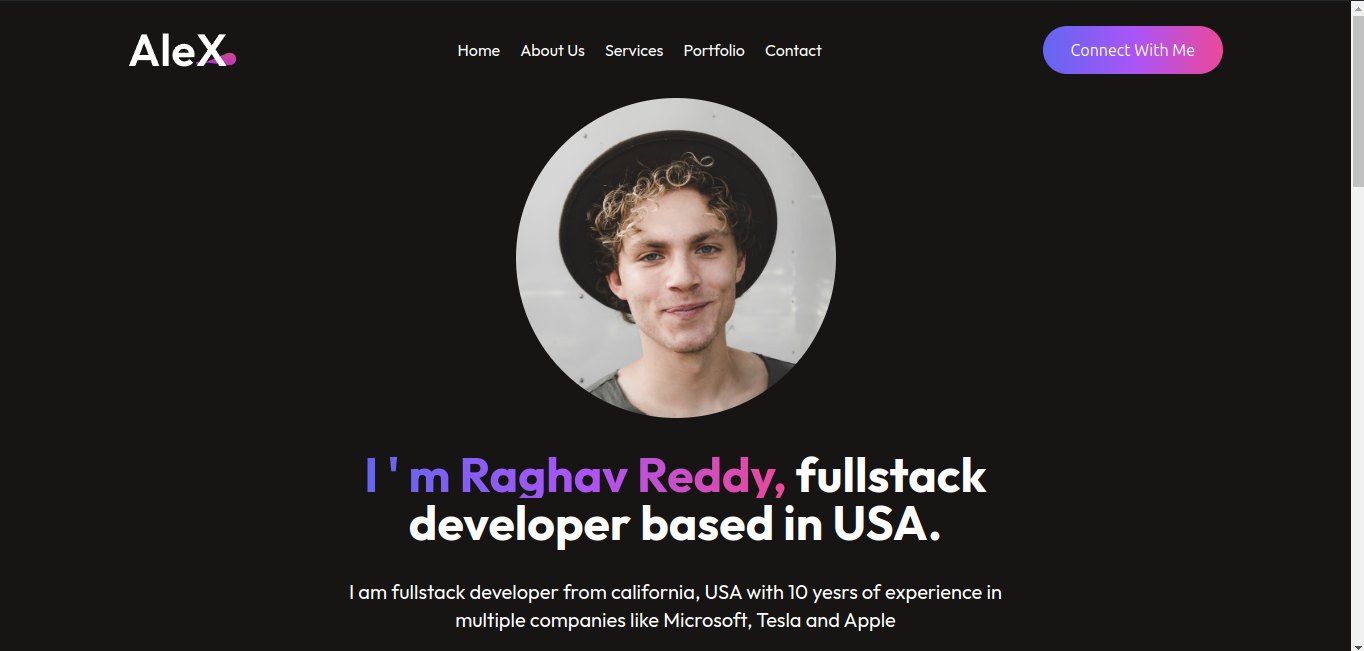 AleX
Home About Us Services Portfolio Contact
Connect With Me
I ' m Raghav Reddy, fullstack
developer based in USA.
I am fullstack developer from california, USA with 10 yesrs of experience in
multiple companies like Microsoft, Tesla and Apple